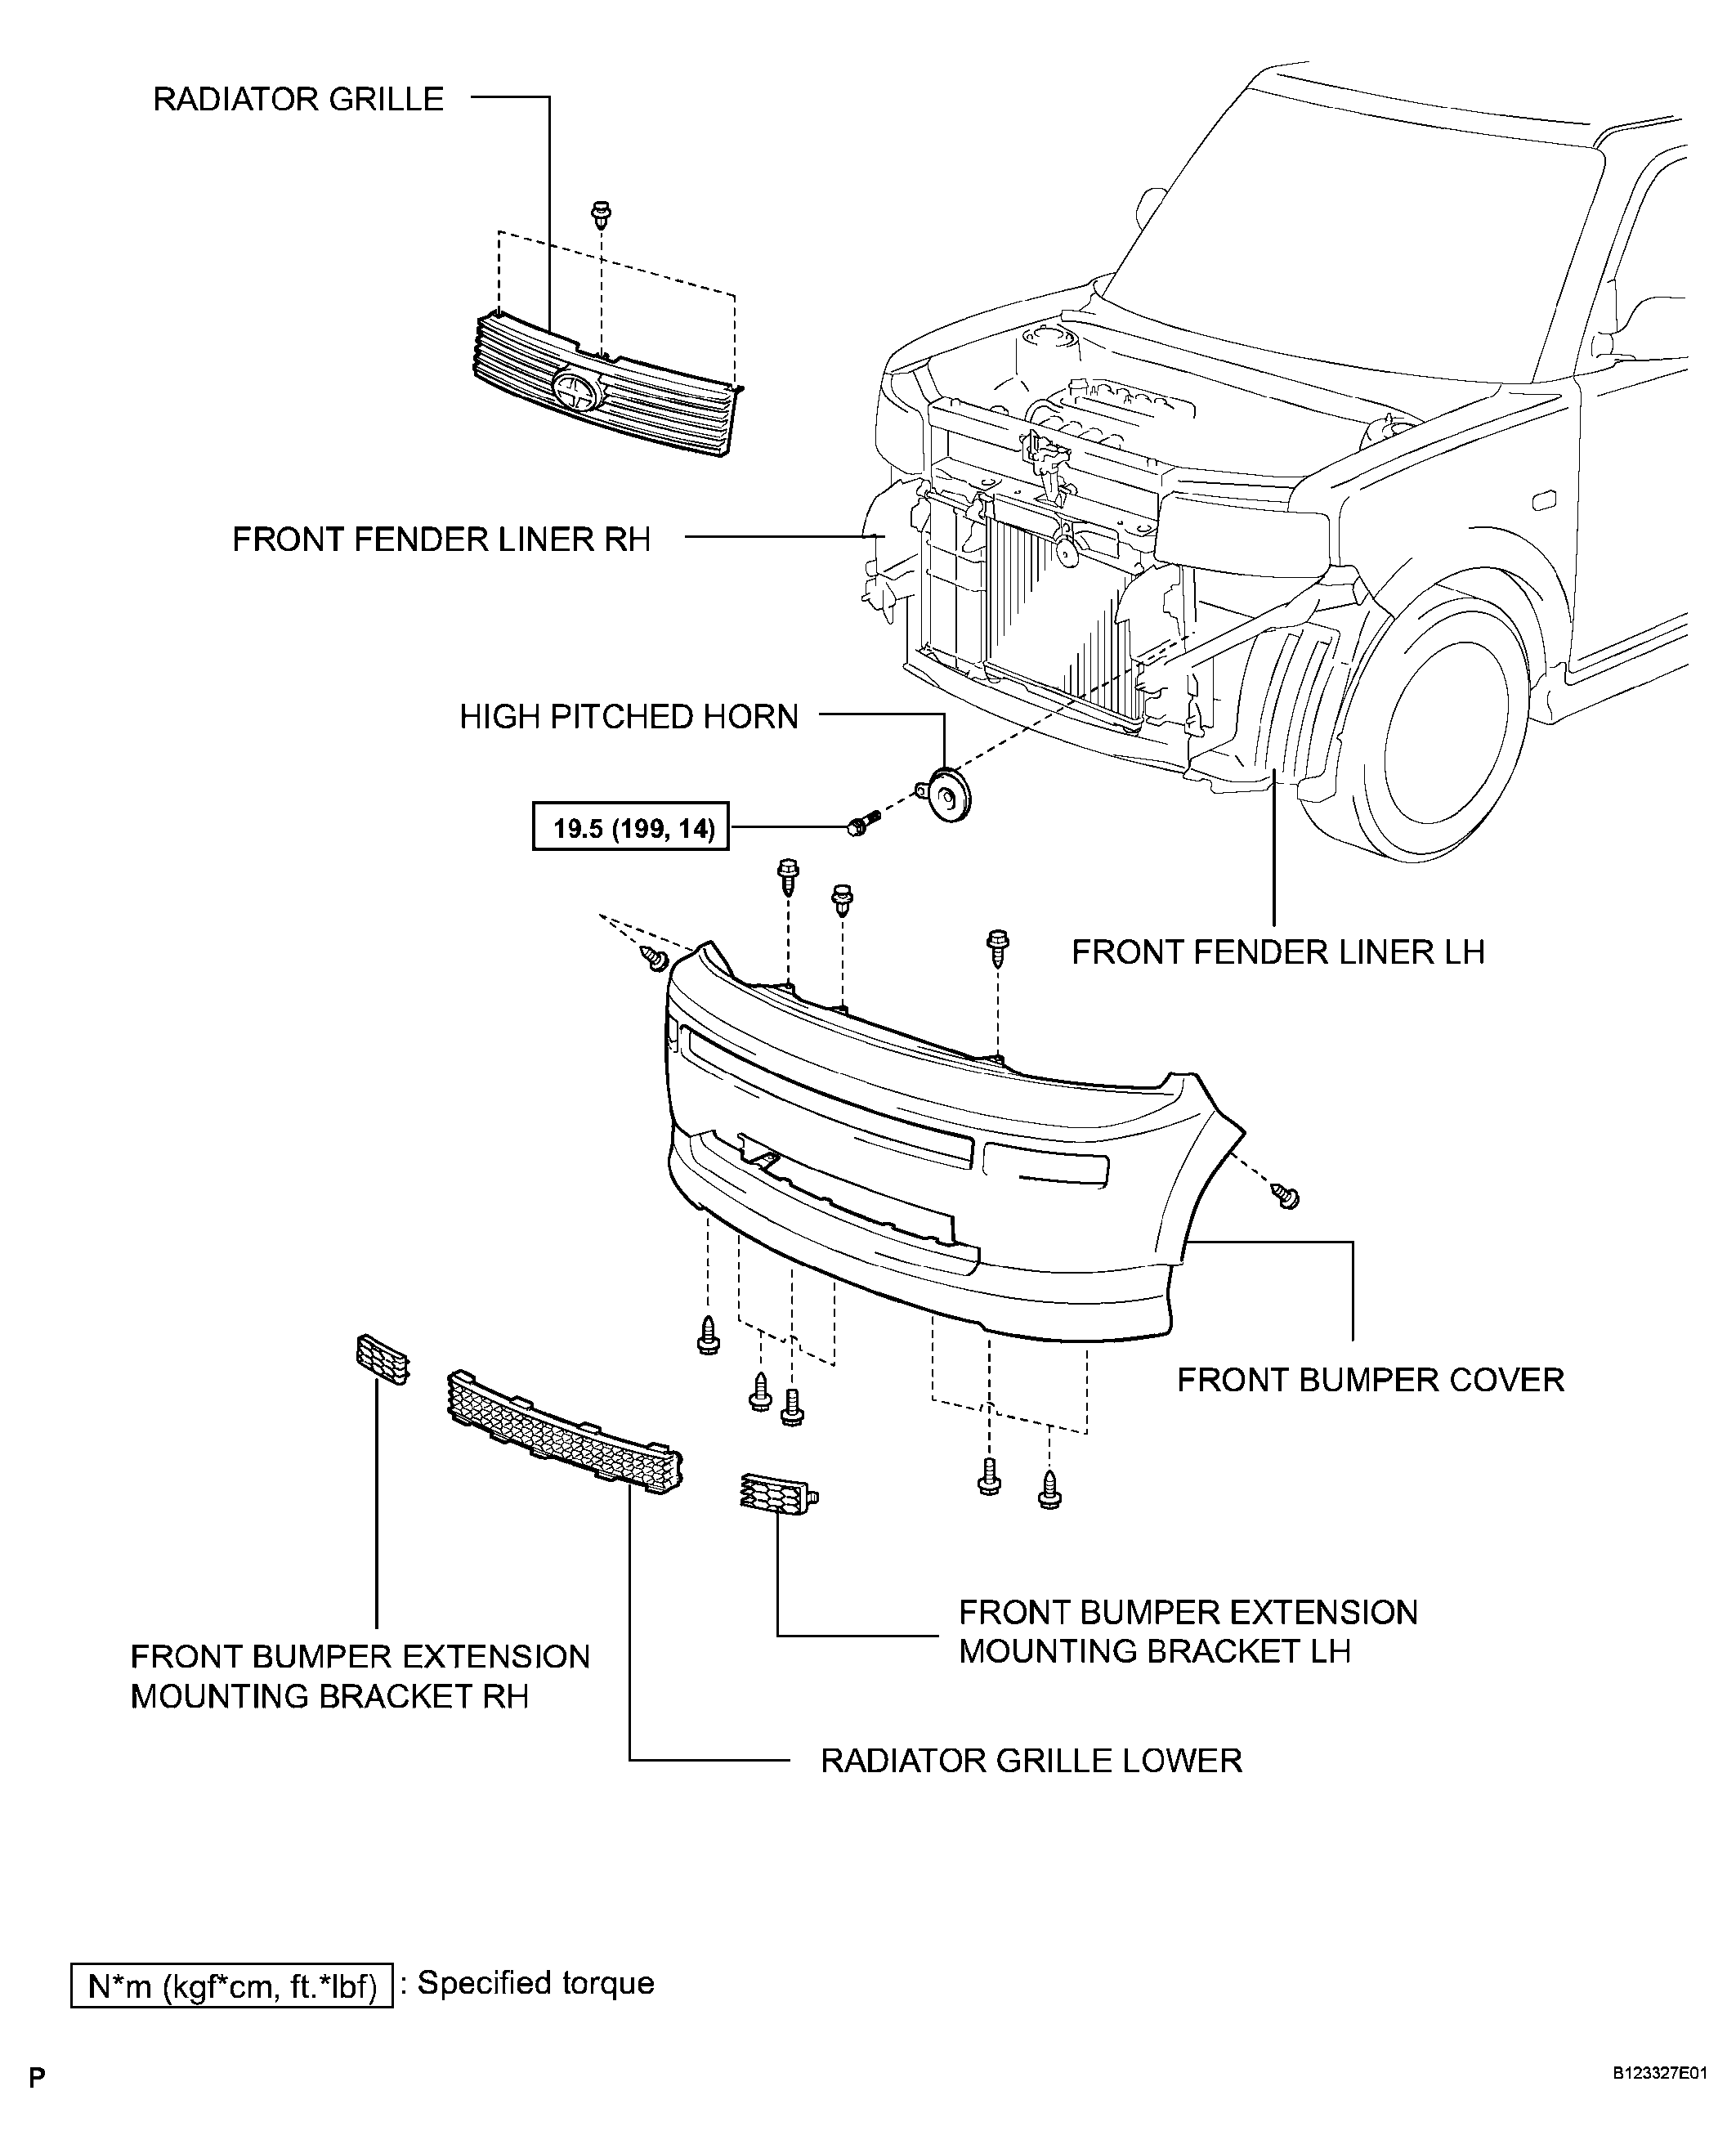 RADIATOR GRILLE
FRONT FENDER LINER RH
HIGH PITCHED HORN
19.5 (199, 14)
FRONT FENDER LINER LH
FRONT BUMPER COVER
FRONT BUMPER EXTENSION
MOUNTING BRACKET LH
FRONT BUMPER EXTENSION
MOUNTING BRACKET RH
RADIATOR GRILLE LOWER
N*m (kgf*cm, ft.*lbf) : Specified torque
P
B123327E01